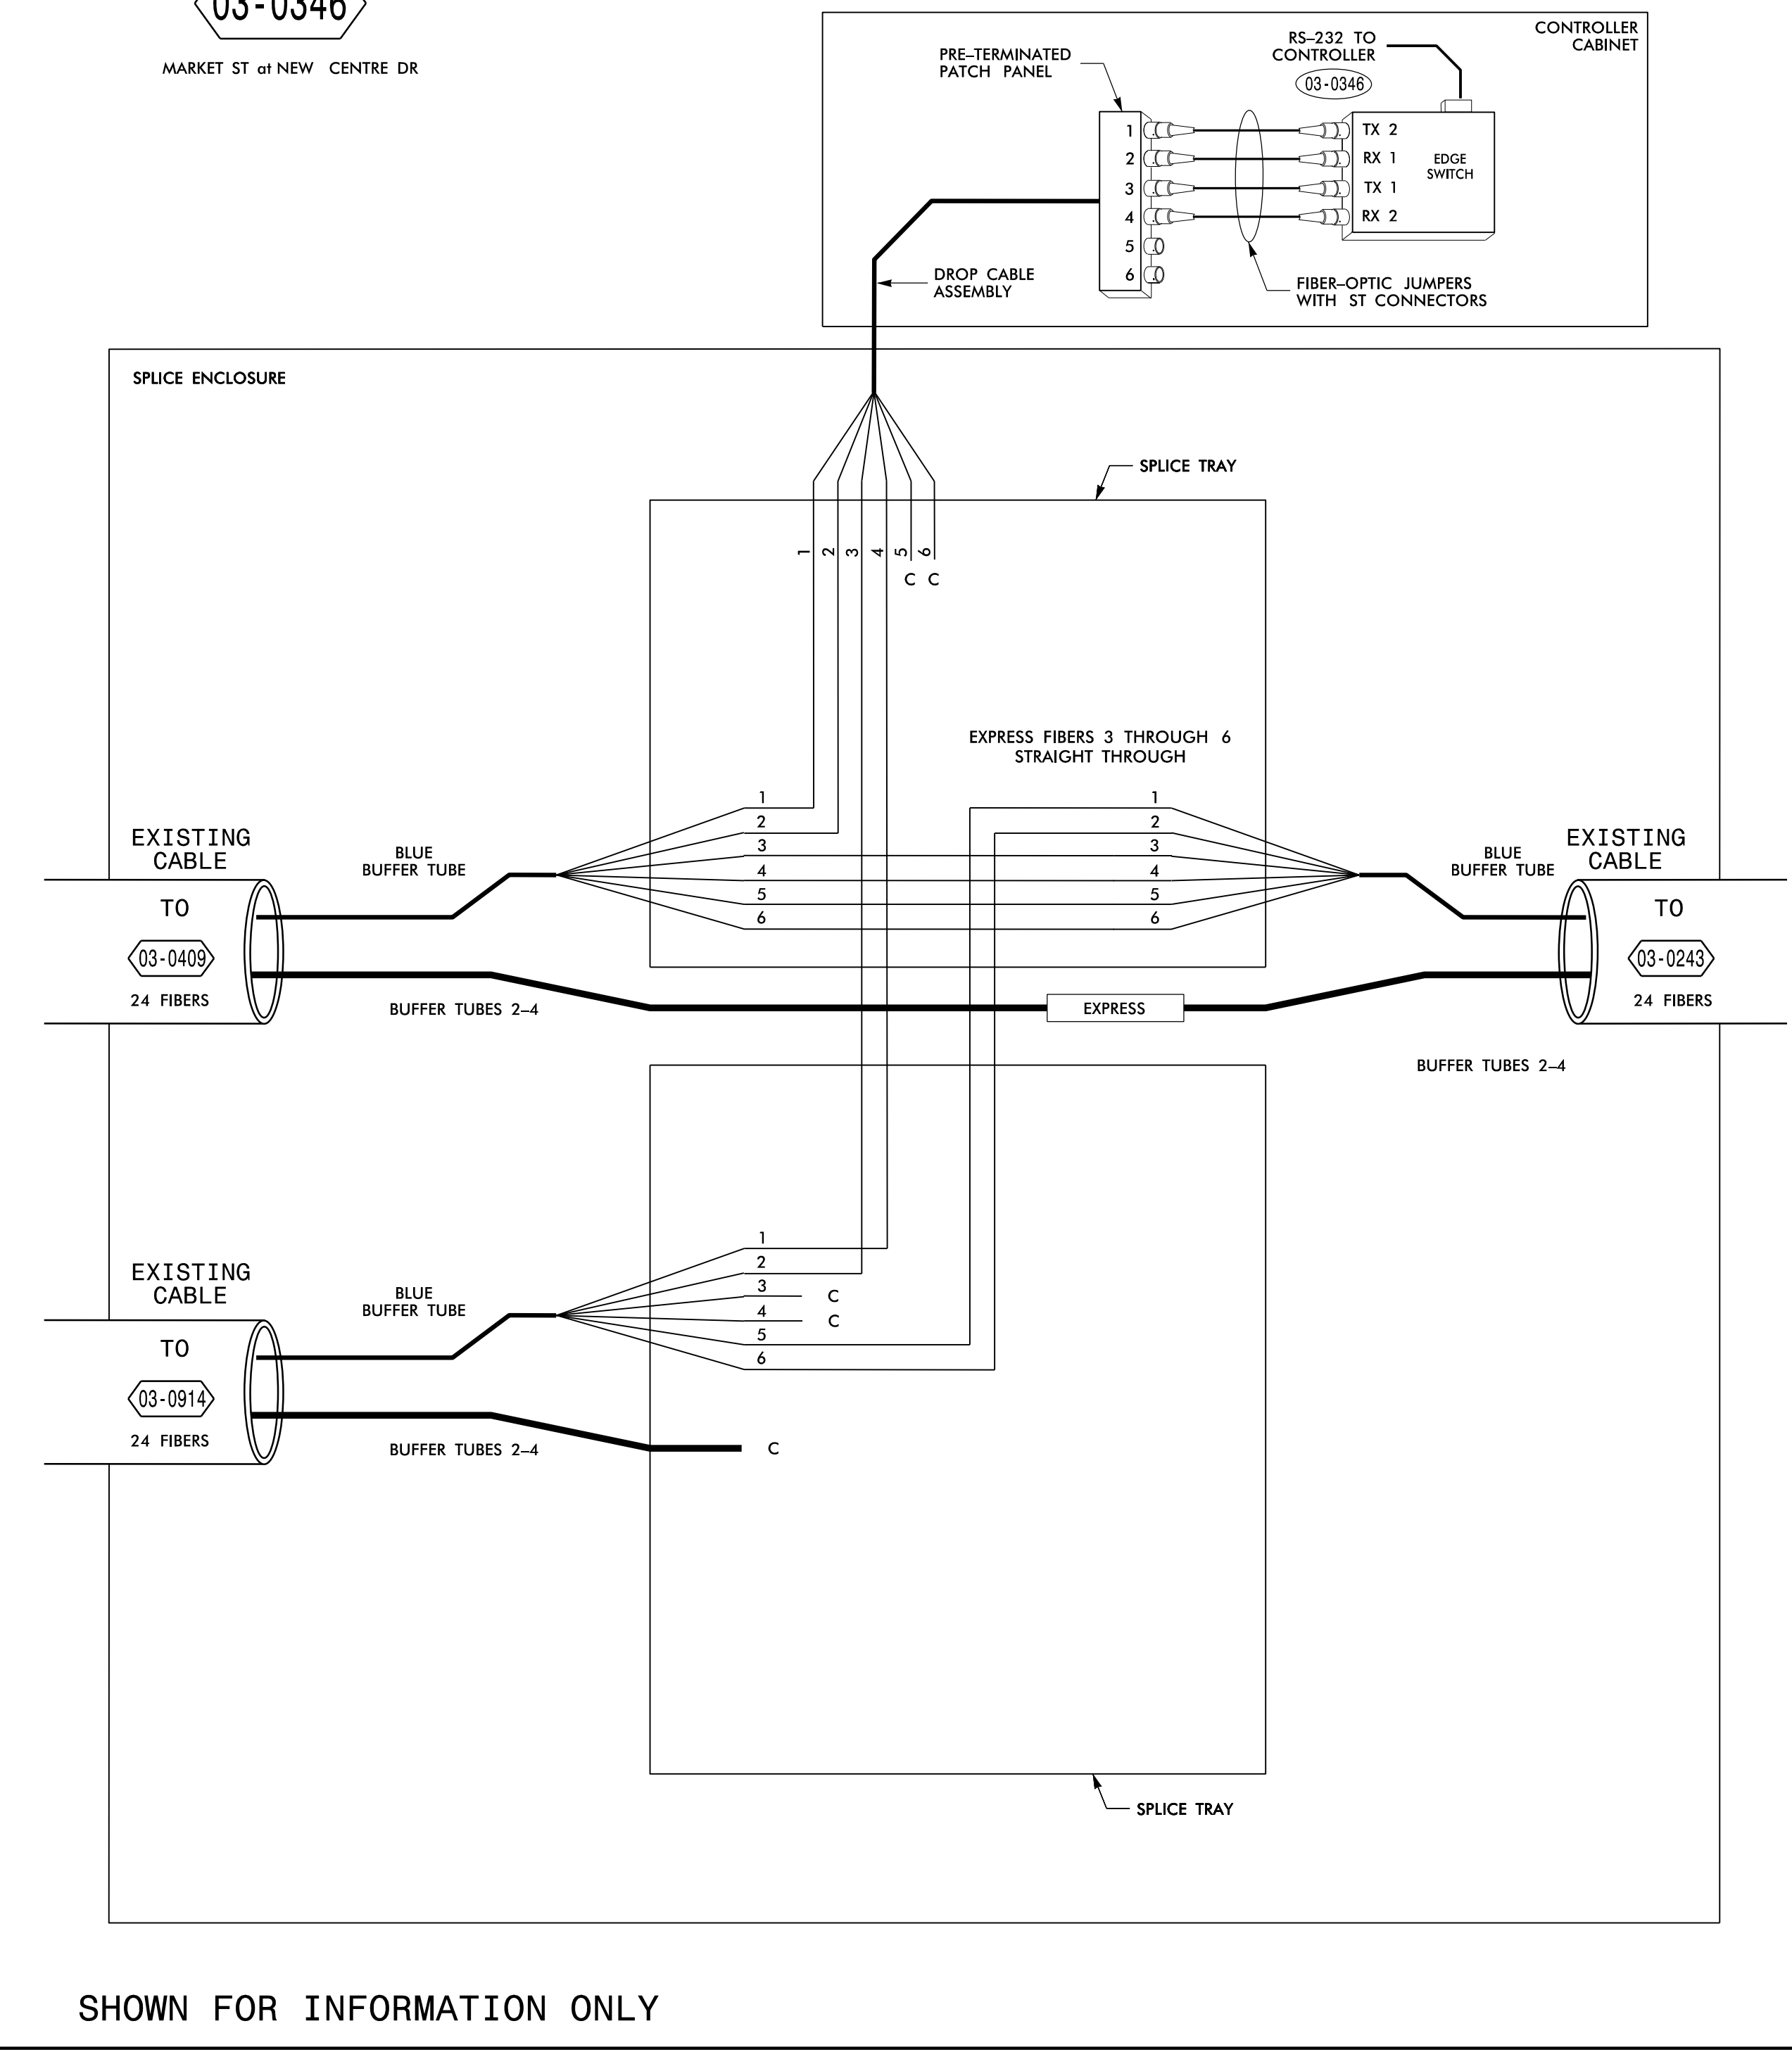 03-0346
MARKET ST at NEW CENTRE DR
CONTROLLER
CABINET
RS-232 TO
CONTROLLER
03-0346
PRE-TERMINATED
PATCH PANEL
1
2
3
4
5
6
TX 2
RX 1
TX 1
RX 2
EDGE
SWITCH
DROP CABLE
ASSEMBLY
FIBER-OPTIC JUMPERS
WITH ST CONNECTORS
SPLICE ENCLOSURE
SPLICE TRAY
1 2 3 4 5 6
C C
EXPRESS FIBERS 3 THROUGH 6
STRAIGHT THROUGH
EXISTING
CABLE
TO
03-0409
24 FIBERS
BLUE
BUFFER TUBE
1
2
3
4
5
6
1
2
3
4
5
6
BLUE
BUFFER TUBE
EXISTING
CABLE
TO
03-0243
24 FIBERS
BUFFER TUBES 2-4
EXPRESS
BUFFER TUBES 2-4
EXISTING
CABLE
TO
03-0914
24 FIBERS
BLUE
BUFFER TUBE
1
2
3 C
4 C
5
6
BUFFER TUBES 2-4
C
SPLICE TRAY
SHOWN FOR INFORMATION ONLY